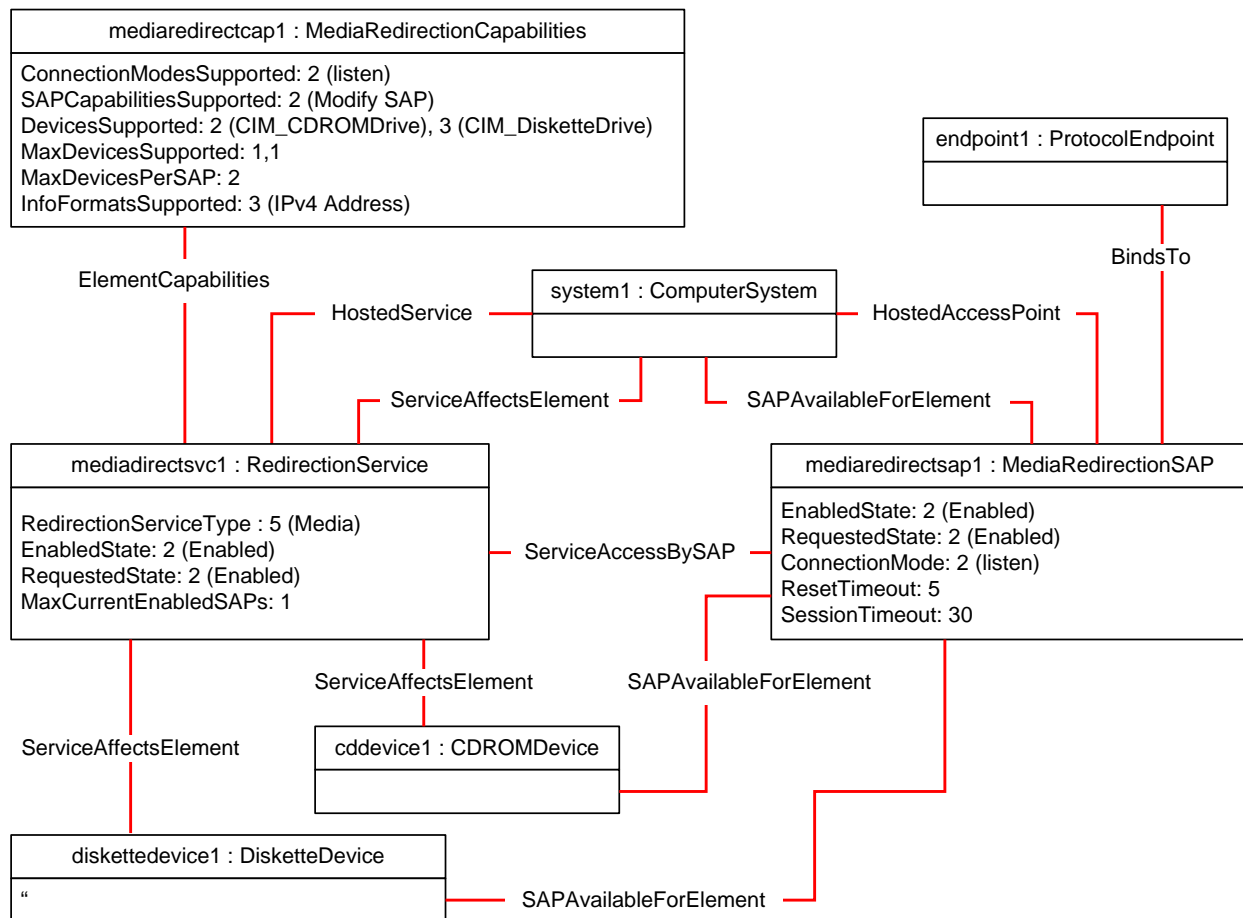 mediaredirectcap1 : MediaRedirectionCapabilities
ConnectionModesSupported: 2 (listen)
SAPCapabilitiesSupported: 2 (Modify SAP)
DevicesSupported: 2 (CIM_CDROMDrive), 3 (CIM_DisketteDrive)
MaxDevicesSupported: 1,1
MaxDevicesPerSAP: 2
InfoFormatsSupported: 3 (IPv4 Address)
endpoint1 : ProtocolEndpoint
BindsTo
ElementCapabilities
system1 : ComputerSystem
HostedService
HostedAccessPoint
ServiceAffectsElement
SAPAvailableForElement
mediadirectsvc1 : RedirectionService
RedirectionServiceType : 5 (Media)
EnabledState: 2 (Enabled)
RequestedState: 2 (Enabled)
MaxCurrentEnabledSAPs: 1
ServiceAccessBySAP
mediaredirectsap1 : MediaRedirectionSAP
EnabledState: 2 (Enabled)
RequestedState: 2 (Enabled)
ConnectionMode: 2 (listen)
ResetTimeout: 5
SessionTimeout: 30
ServiceAffectsElement
SAPAvailableForElement
ServiceAffectsElement
cddevice1 : CDROMDevice
diskettedevice1 : DisketteDevice
“
SAPAvailableForElement